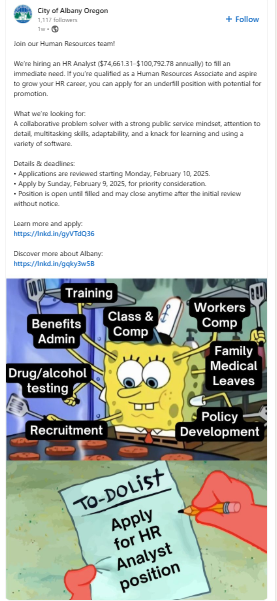 City of Albany Oregon
1,117 followers
1w •
+ Follow
Join our Human Resources team!
We're hiring an HR Analyst ($74,661.31-$100,792.78 annually) to fill an
immediate need. If you're qualified as a Human Resources Associate and aspire
to grow your HR career, you can apply for an underfill position with potential for
promotion.
What we're looking for:
A collaborative problem solver with a strong public service mindset, attention to
detail, multitasking skills, adaptability, and a knack for learning and using a
variety of software.
Details & deadlines:
• Applications are reviewed starting Monday, February 10, 2025.
• Apply by Sunday, February 9, 2025, for priority consideration.
• Position is open until filled and may close anytime after the initial review
without notice.
Learn more and apply:
https://lnkd.in/gyVTdQ36
Discover more about Albany:
https://lnkd.in/gqky3w5B
Training
Benefits
Admin
Class &
Comp
Workers
Comp
Drug/alcohol
testing
Family
Medical
Leaves
Recruitment
Policy
Development
TO-DO LIST
Apply
for HR
Analyst
position